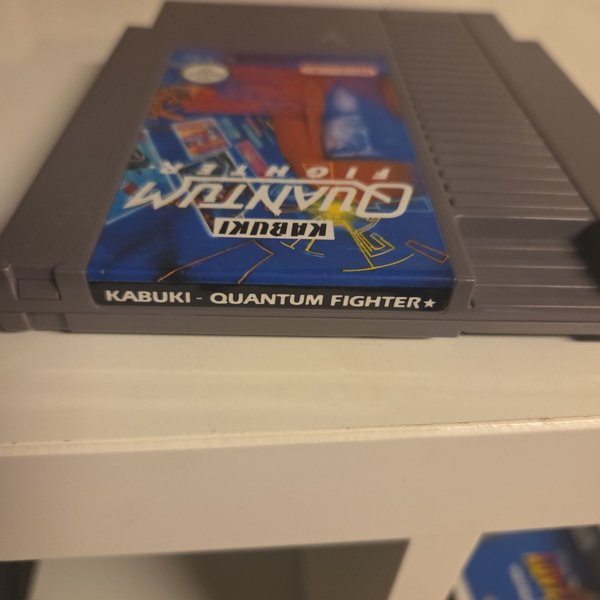 KABUKI
QUANTUM
FIGHTER
KABUKI - QUANTUM FIGHTER★